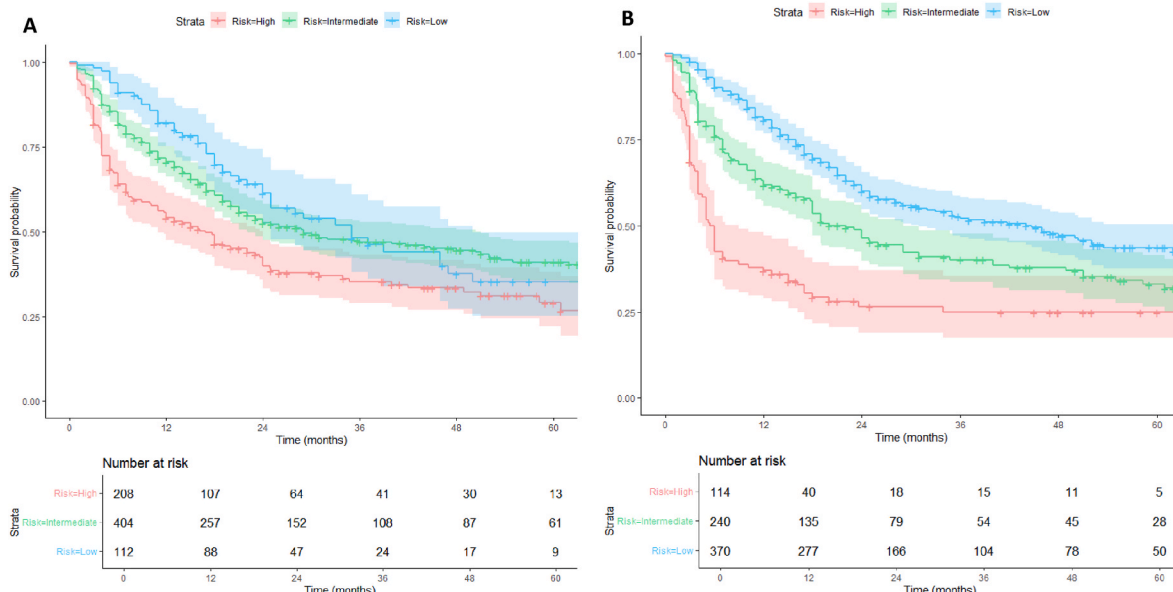 A
Strata Risk=High Risk=Intermediate Risk=Low
1.00
0.75
0.50
0.25
0.00
Survival probability
0 12 24 36 48 60
Time (months)
Number at risk
Strata
Risk=High 208 107 64 41 30 13
Risk=Intermediate 404 257 152 108 87 61
Risk=Low 112 88 47 24 17 9
0 12 24 36 48 60
Time (months)
B
Strata Risk=High Risk=Intermediate Risk=Low
1.00
0.75
0.50
0.25
0.00
Survival probability
0 12 24 36 48 60
Time (months)
Number at risk
Strata
Risk=High 114 40 18 15 11 5
Risk=Intermediate 240 135 79 54 45 28
Risk=Low 370 277 166 104 78 50
0 12 24 36 48 60
Time (months)